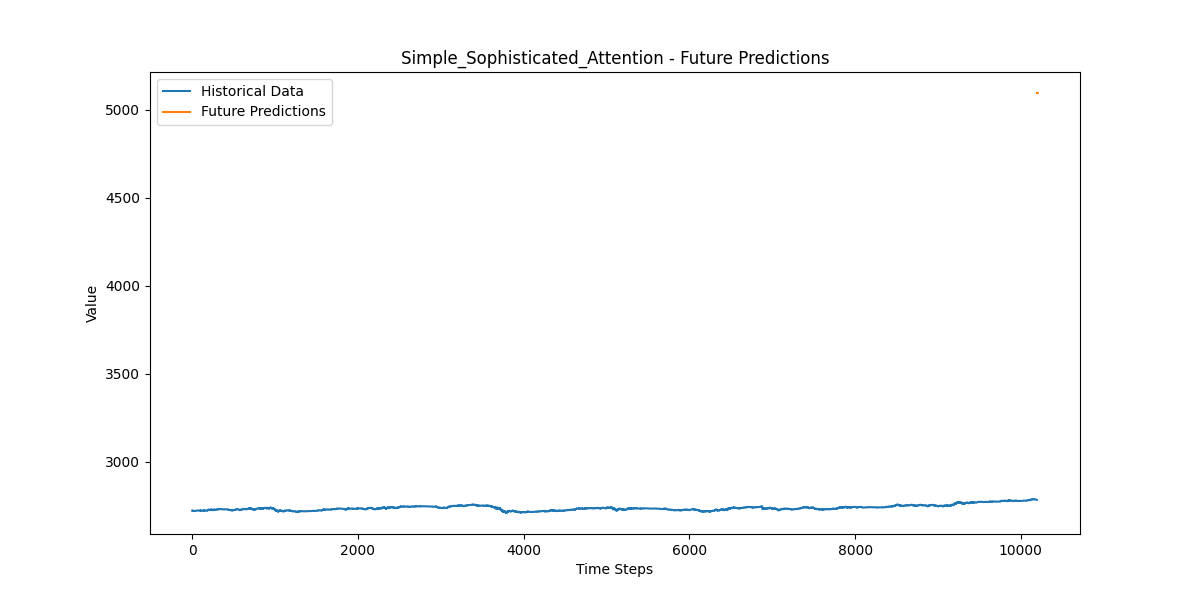 Simple_Sophisticated_Attention - Future Predictions
Historical Data
Future Predictions
5000
4500
4000
3500
3000
Value
0 2000 4000 6000 8000 10000
Time Steps